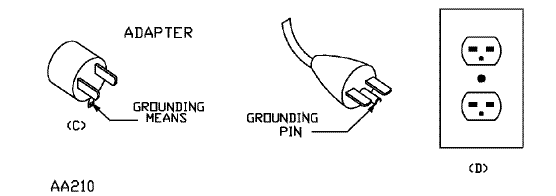 ADAPTER
GROUNDING
MEANS
(C)
GROUNDING
PIN
(D)
AA210